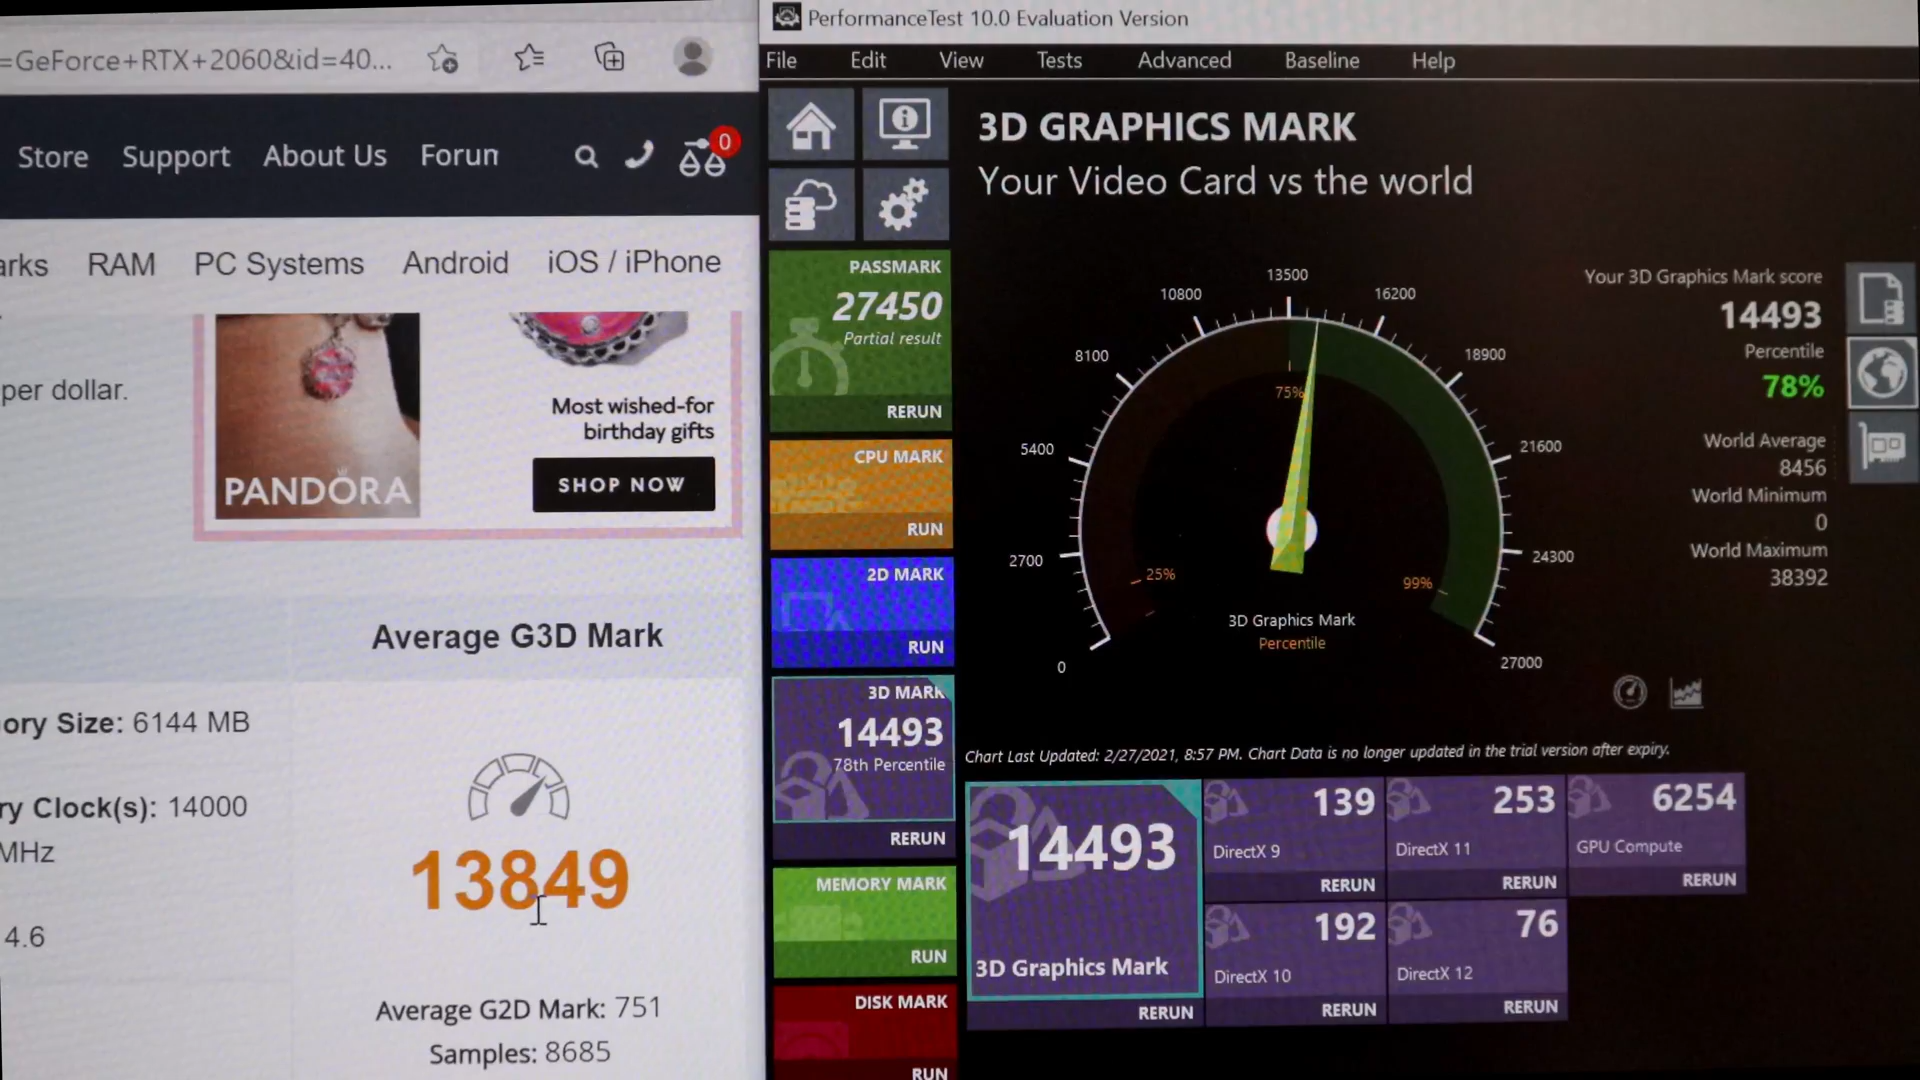 =GeForce+RTX+2060&id=40...
Store Support About Us Forun
0
arks RAM PC Systems Android iOS / iPhone
per dollar.
Most wished-for
birthday gifts
PANDÖRA
SHOP NOW
Average G3D Mark
ory Size: 6144 MB
ry Clock(s): 14000
MHz
13849
4.6
Average G2D Mark: 751
Samples: 8685
PerformanceTest 10.0 Evaluation Version
File Edit View Tests Advanced Baseline Help
PASSMARK
27450
Partial result
RERUN
CPU MARK
RUN
2D MARK
RUN
3D MARK
14493
78th Percentile
RERUN
MEMORY MARK
RUN
DISK MARK
RUN
3D GRAPHICS MARK
Your Video Card vs the world
0
2700
5400
8100
10800
13500
16200
18900
21600
24300
27000
25%
75%
99%
3D Graphics Mark
Percentile
Your 3D Graphics Mark score
14493
Percentile
78%
World Average
8456
World Minimum
0
World Maximum
38392
Chart Last Updated: 2/27/2021, 8:57 PM. Chart Data is no longer updated in the trial version after expiry.
14493
3D Graphics Mark
RERUN
139
DirectX 9
RERUN
253
DirectX 11
RERUN
6254
GPU Compute
RERUN
192
DirectX 10
RERUN
76
DirectX 12
RERUN